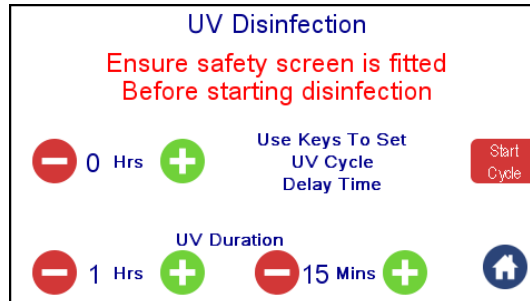 UV Disinfection
Ensure safety screen is fitted
Before starting disinfection
Use Keys To Set
UV Cycle
Delay Time
0 Hrs
Start
Cycle
UV Duration
1 Hrs
15 Mins